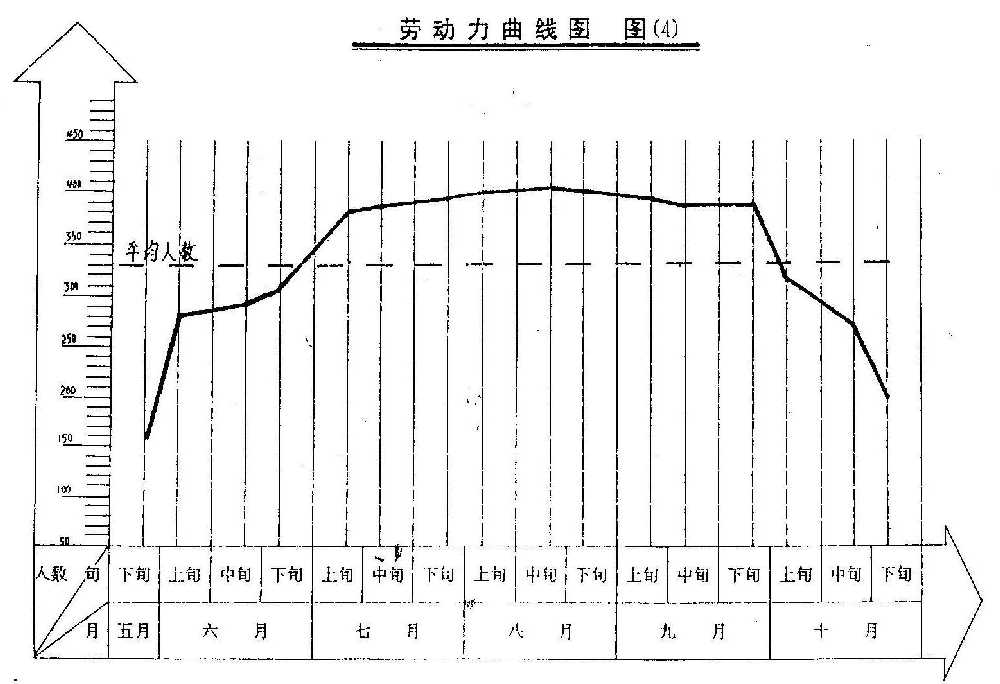 劳动力曲线图 图(4)
450
400
350
平均人数
300
250
200
150
100
50
人数 旬 下旬 上旬 中旬 下旬 上旬 中旬 下旬 上旬 中旬 下旬 上旬 中旬 下旬 上旬 中旬 下旬
月 五月 六月 七月 八月 九月 十月